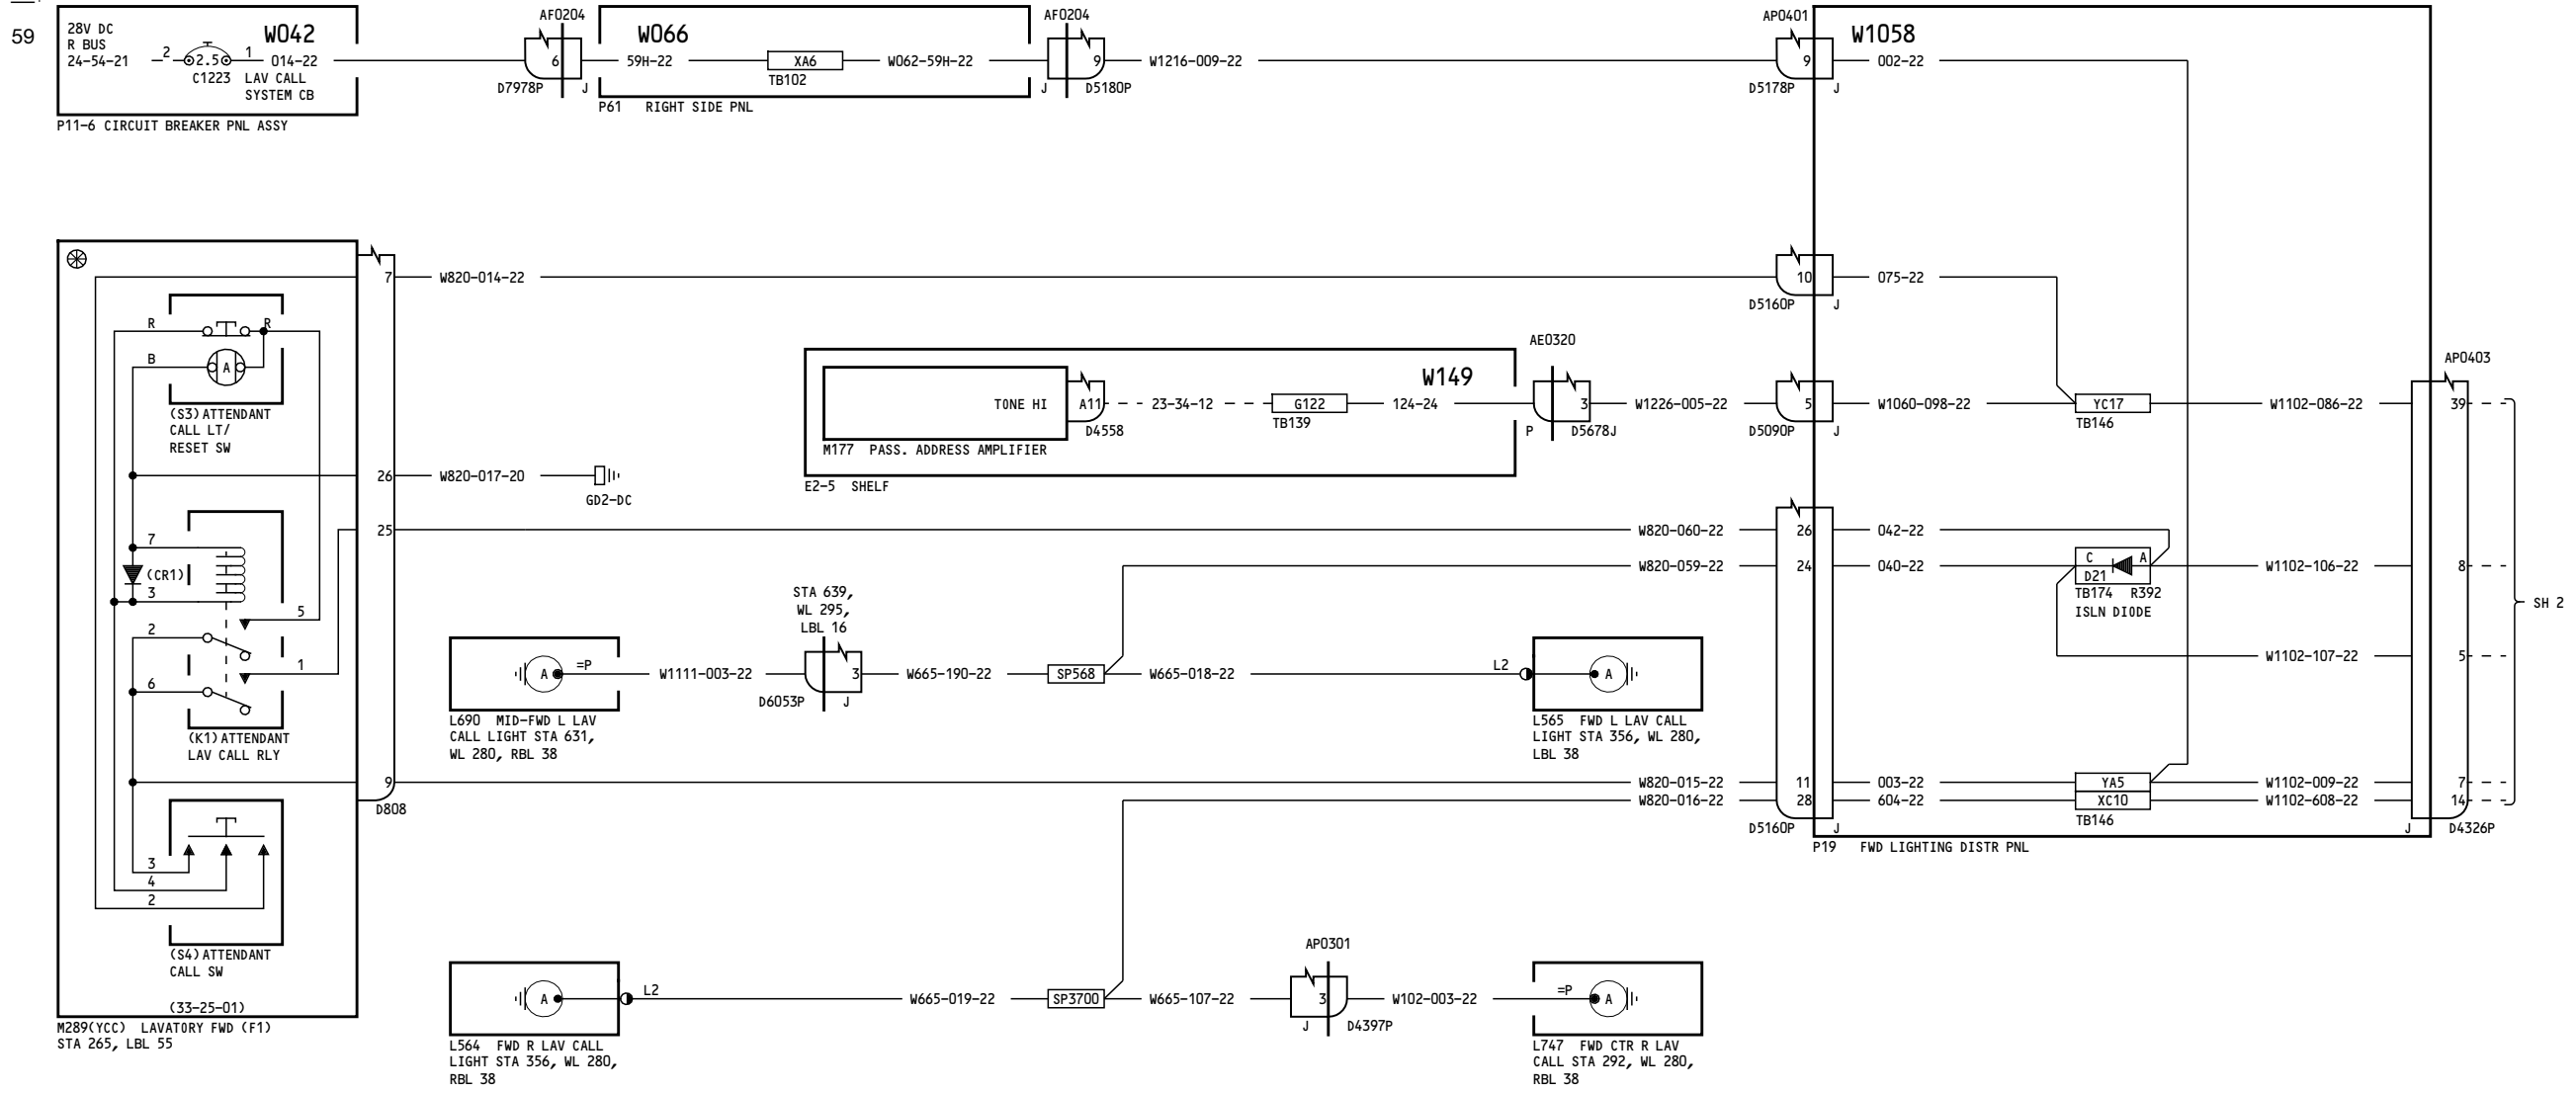 59
28V DC
R BUS
24-54-21
2
2.5
1
W042
014-22
C1223
LAV CALL
SYSTEM CB
P11-6 CIRCUIT BREAKER PNL ASSY
AF0204
6
D7978P
J
W066
59H-22
XA6
TB102
W062-59H-22
P61 RIGHT SIDE PNL
AF0204
9
J
D5180P
W1216-009-22
AP0401
9
D5178P
J
W1058
002-22
7
W820-014-22
10
D5160P
J
075-22
R
R
B
A
(S3) ATTENDANT
CALL LT/
RESET SW
26
W820-017-20
GD2-DC
25
TONE HI
A11
D4558
M177 PASS. ADDRESS AMPLIFIER
E2-5 SHELF
23-34-12
G122
TB139
W149
124-24
AE0320
3
P
D5678J
W1226-005-22
5
D5090P
J
W1060-098-22
YC17
TB146
W1102-086-22
AP0403
39
W820-060-22
26
042-22
W820-059-22
24
040-22
C
A
D21
TB174 R392
ISLN DIODE
W1102-106-22
8
W1102-107-22
5
SH 2
7
(CR1)
3
5
2
1
6
(K1) ATTENDANT
LAV CALL RLY
A
=P
L690 MID-FWD L LAV
CALL LIGHT STA 631,
WL 280, RBL 38
W1111-003-22
STA 639,
WL 295,
LBL 16
3
D6053P
J
W665-190-22
SP568
W665-018-22
L2
A
L565 FWD L LAV CALL
LIGHT STA 356, WL 280,
LBL 38
9
D808
W820-015-22
11
003-22
YA5
W1102-009-22
7
W820-016-22
28
604-22
XC10
W1102-608-22
14
D5160P
J
TB146
J
D4326P
P19 FWD LIGHTING DISTR PNL
3
4
2
(S4) ATTENDANT
CALL SW
(33-25-01)
M289(YCC) LAVATORY FWD (F1)
STA 265, LBL 55
A
L2
L564 FWD R LAV CALL
LIGHT STA 356, WL 280,
RBL 38
W665-019-22
SP3700
W665-107-22
AP0301
3
J
D4397P
W102-003-22
=P
A
L747 FWD CTR R LAV
CALL STA 292, WL 280,
RBL 38